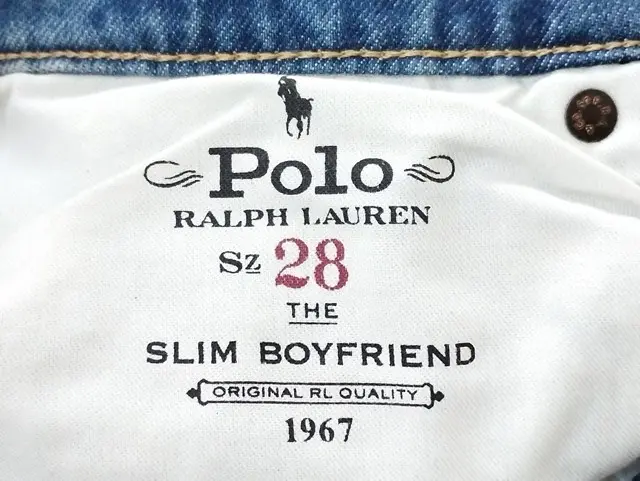 Polo
RALPH LAUREN
Sz 28
THE
SLIM BOYFRIEND
ORIGINAL RL QUALITY
1967